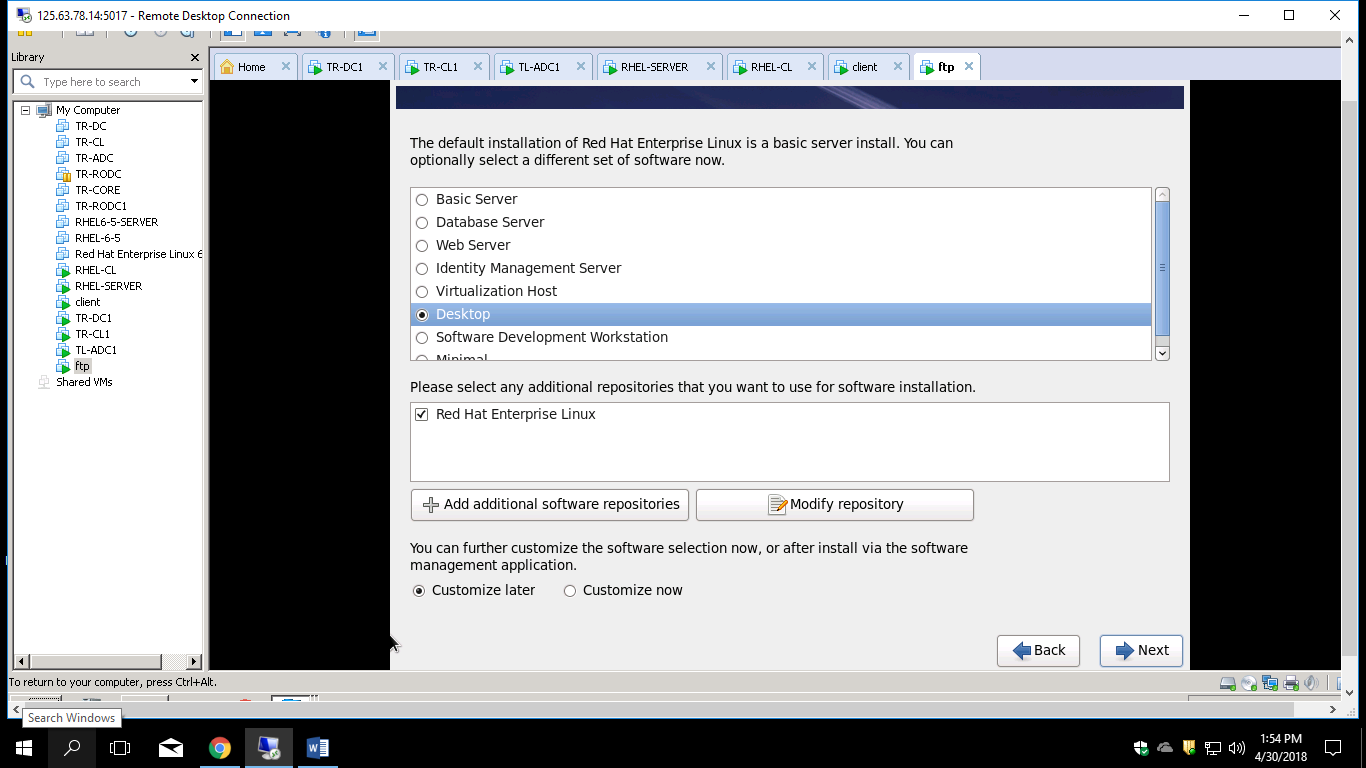 125.63.78.14:5017 - Remote Desktop Connection
Library
Type here to search
My Computer
TR-DC
TR-CL
TR-ADC
TR-RODC
TR-CORE
TR-RODC1
RHEL6-5-SERVER
RHEL-6-5
Red Hat Enterprise Linux 6
RHEL-CL
RHEL-SERVER
client
TR-DC1
TR-CL1
TL-ADC1
ftp
Shared VMs
Home
TR-DC1
TR-CL1
TL-ADC1
RHEL-SERVER
RHEL-CL
client
ftp
The default installation of Red Hat Enterprise Linux is a basic server install. You can
optionally select a different set of software now.
Basic Server
Database Server
Web Server
Identity Management Server
Virtualization Host
Desktop
Software Development Workstation
Minimal
Please select any additional repositories that you want to use for software installation.
Red Hat Enterprise Linux
Add additional software repositories
Modify repository
You can further customize the software selection now, or after install via the software
management application.
Customize later
Customize now
Back
Next
To return to your computer, press Ctrl+Alt.
Search Windows
1:54 PM
4/30/2018